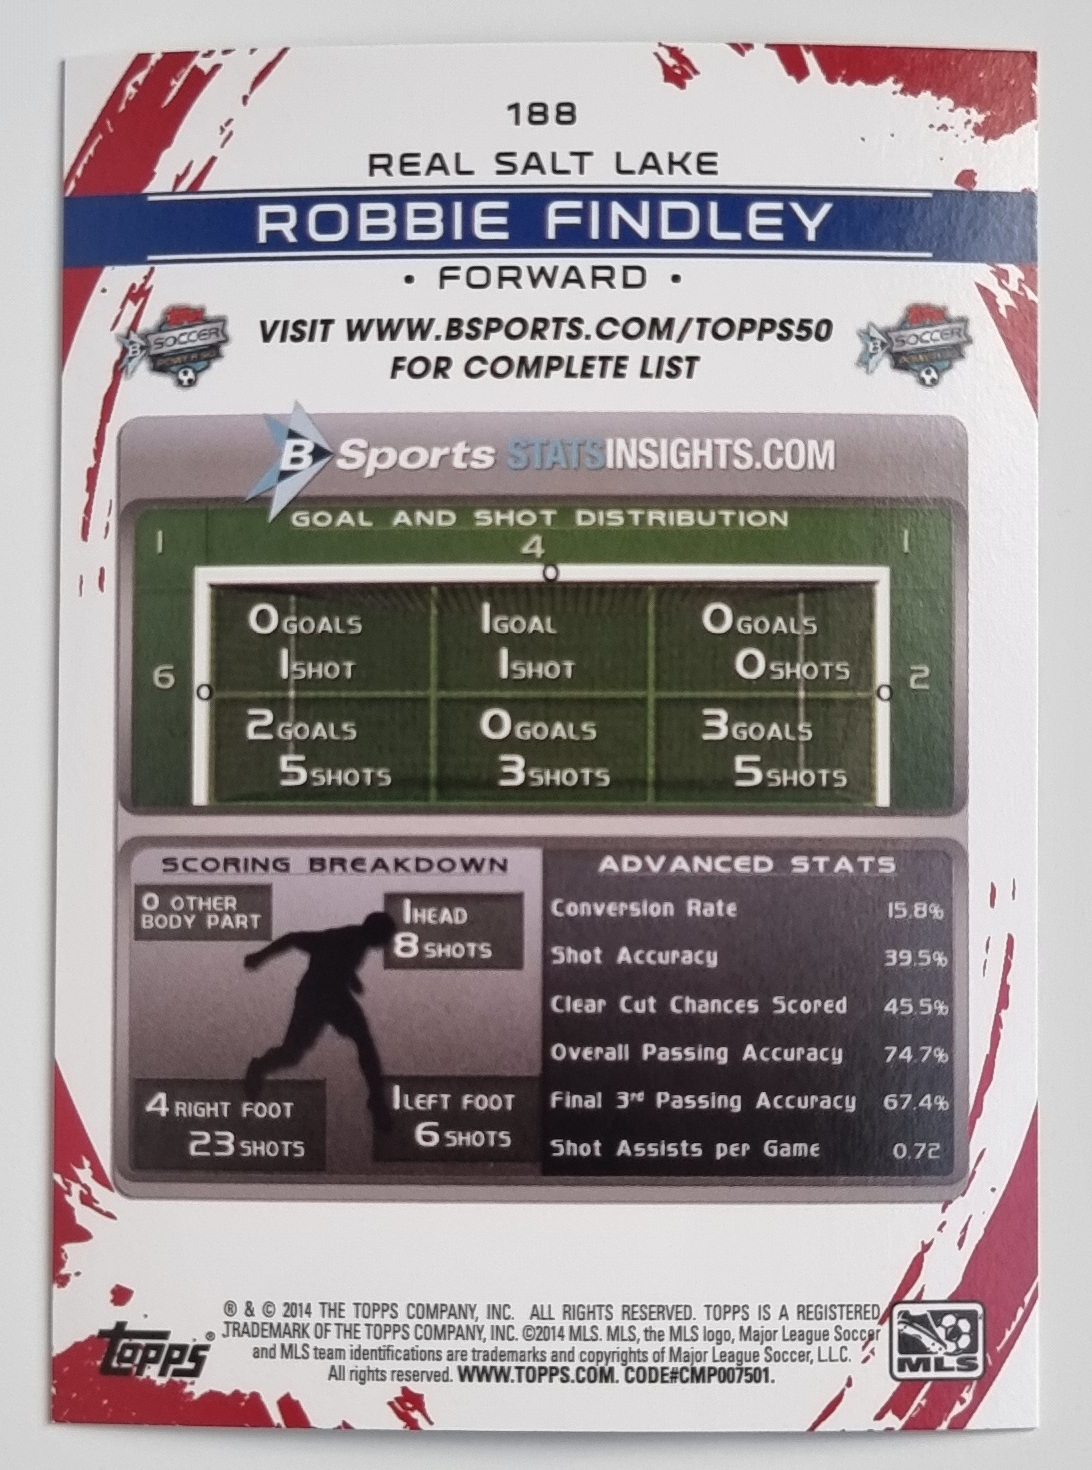 188
REAL SALT LAKE
ROBBIE FINDLEY
• FORWARD •
SOCCER
VISIT WWW.BSPORTS.COM/TOPPS50
FOR COMPLETE LIST
SOCCER
B Sports STATSINSIGHTS.COM
GOAL AND SHOT DISTRIBUTION
1 4 1
0 GOALS 1 GOAL 0 GOALS
1 SHOT 1 SHOT 0 SHOTS
6 2
2 GOALS 0 GOALS 3 GOALS
5 SHOTS 3 SHOTS 5 SHOTS
SCORING BREAKDOWN
0 OTHER
BODY PART
1 HEAD
8 SHOTS
4 RIGHT FOOT
23 SHOTS
1 LEFT FOOT
6 SHOTS
ADVANCED STATS
Conversion Rate 15.8%
Shot Accuracy 39.5%
Clear Cut Chances Scored 45.5%
Overall Passing Accuracy 74.7%
Final 3rd Passing Accuracy 67.4%
Shot Assists per Game 0.72
topps®
® & © 2014 THE TOPPS COMPANY, INC. ALL RIGHTS RESERVED. TOPPS IS A REGISTERED
TRADEMARK OF THE TOPPS COMPANY, INC. ©2014 MLS. MLS, the MLS logo, Major League Soccer
and MLS team identifications are trademarks and copyrights of Major League Soccer, L.L.C.
All rights reserved. WWW.TOPPS.COM. CODE#CMP007501.
MLS